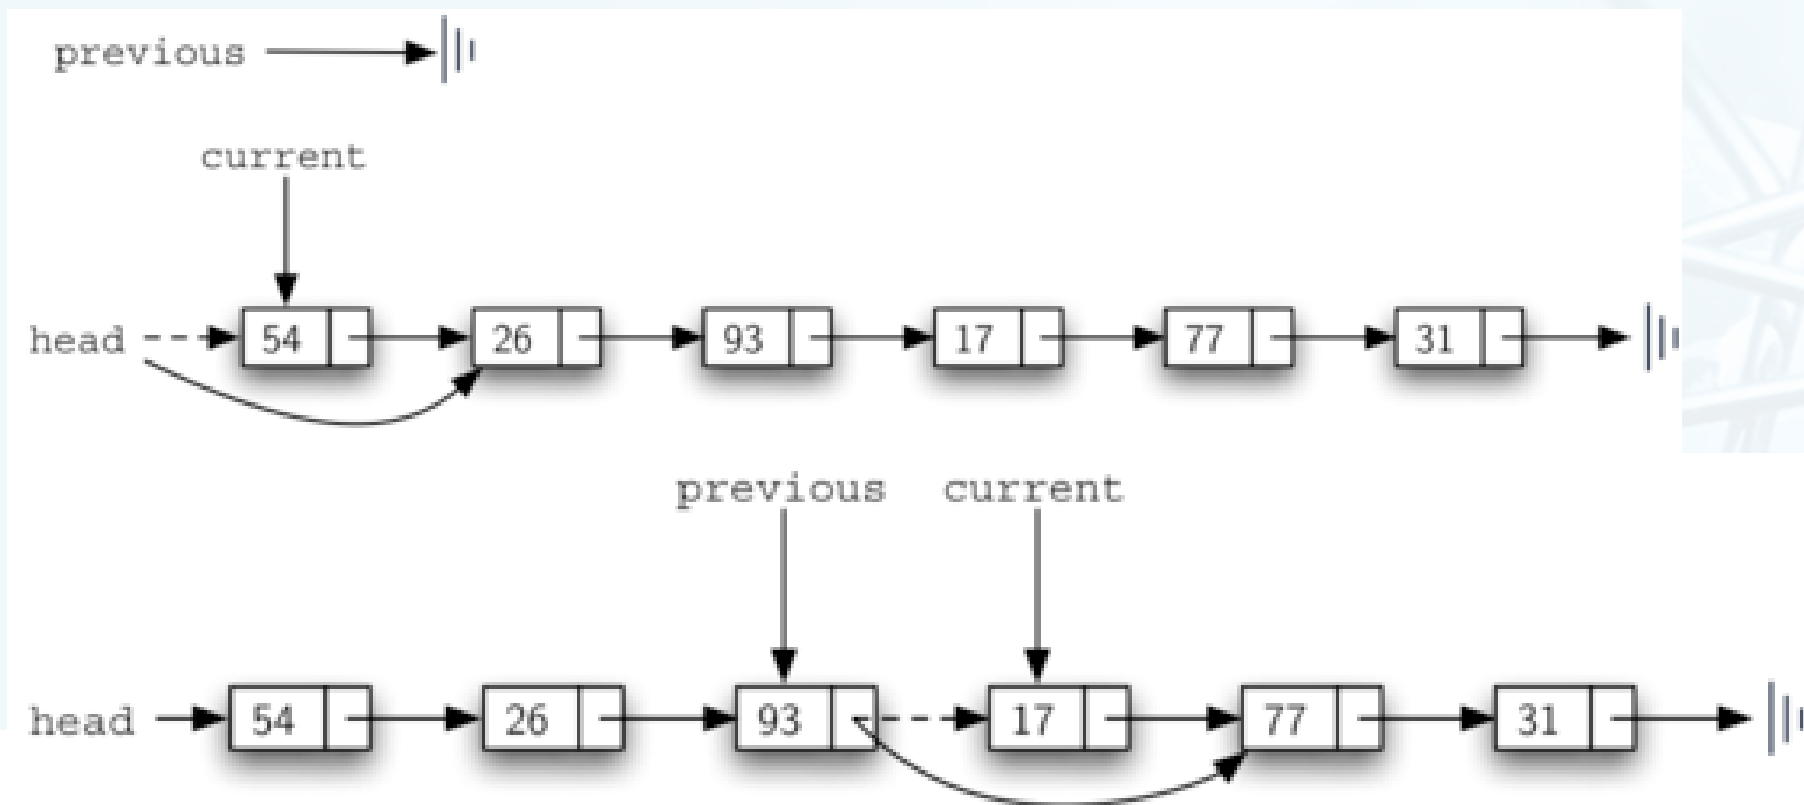 previous
current
head 54 26 93 17 77 31
previous current
head 54 26 93 17 77 31